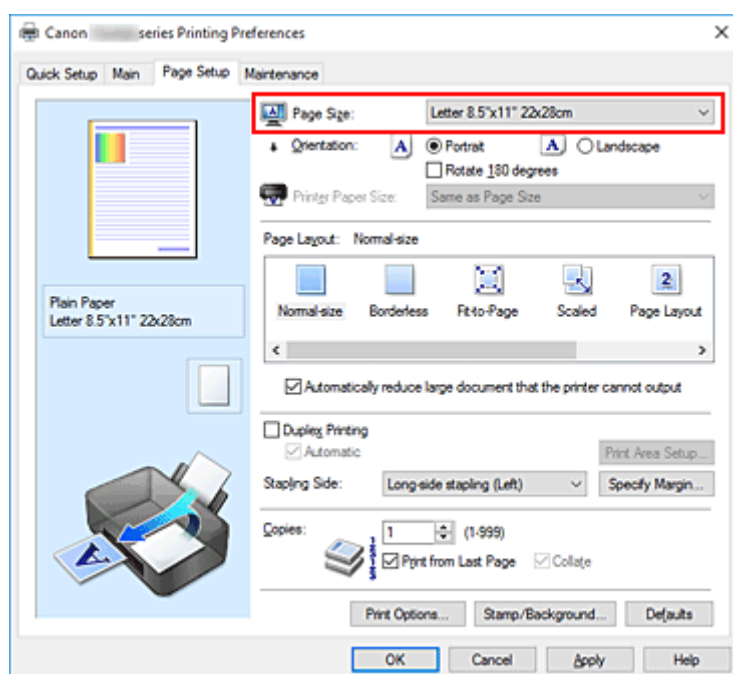 Canon series Printing Preferences
Quick Setup Main Page Setup Maintenance
Page Size: Letter 8.5"x11" 22x28cm
Orientation: A Portrait A Landscape
Rotate 180 degrees
Printer Paper Size: Same as Page Size
Page Layout: Normal-size
2
Normal-size Borderless Fit-to-Page Scaled Page Layout
Plain Paper
Letter 8.5"x11" 22x28cm
Automatically reduce large document that the printer cannot output
Duplex Printing
Automatic
Print Area Setup...
Stapling Side: Long-side stapling (Left) Specify Margin...
Copies: 1 (1-999)
Print from Last Page Collate
A
Print Options... Stamp/Background... Defaults
OK Cancel Apply Help